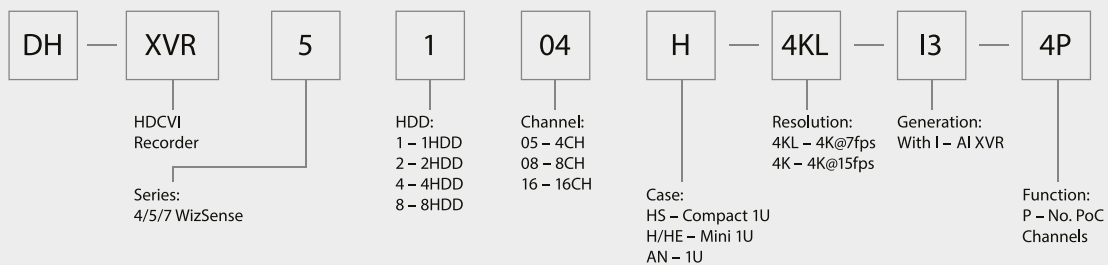 DH – XVR 5 1 04 H – 4KL – I3 – 4P
HDCVI
Recorder
Series:
4/5/7 WizSense
HDD:
1 – 1HDD
2 – 2HDD
4 – 4HDD
8 – 8HDD
Channel:
05 – 4CH
08 – 8CH
16 – 16CH
Case:
HS – Compact 1U
H/HE – Mini 1U
AN – 1U
Resolution:
4KL – 4K@7fps
4K – 4K@15fps
Generation:
With I – AI XVR
Function:
P – No. PoC
Channels